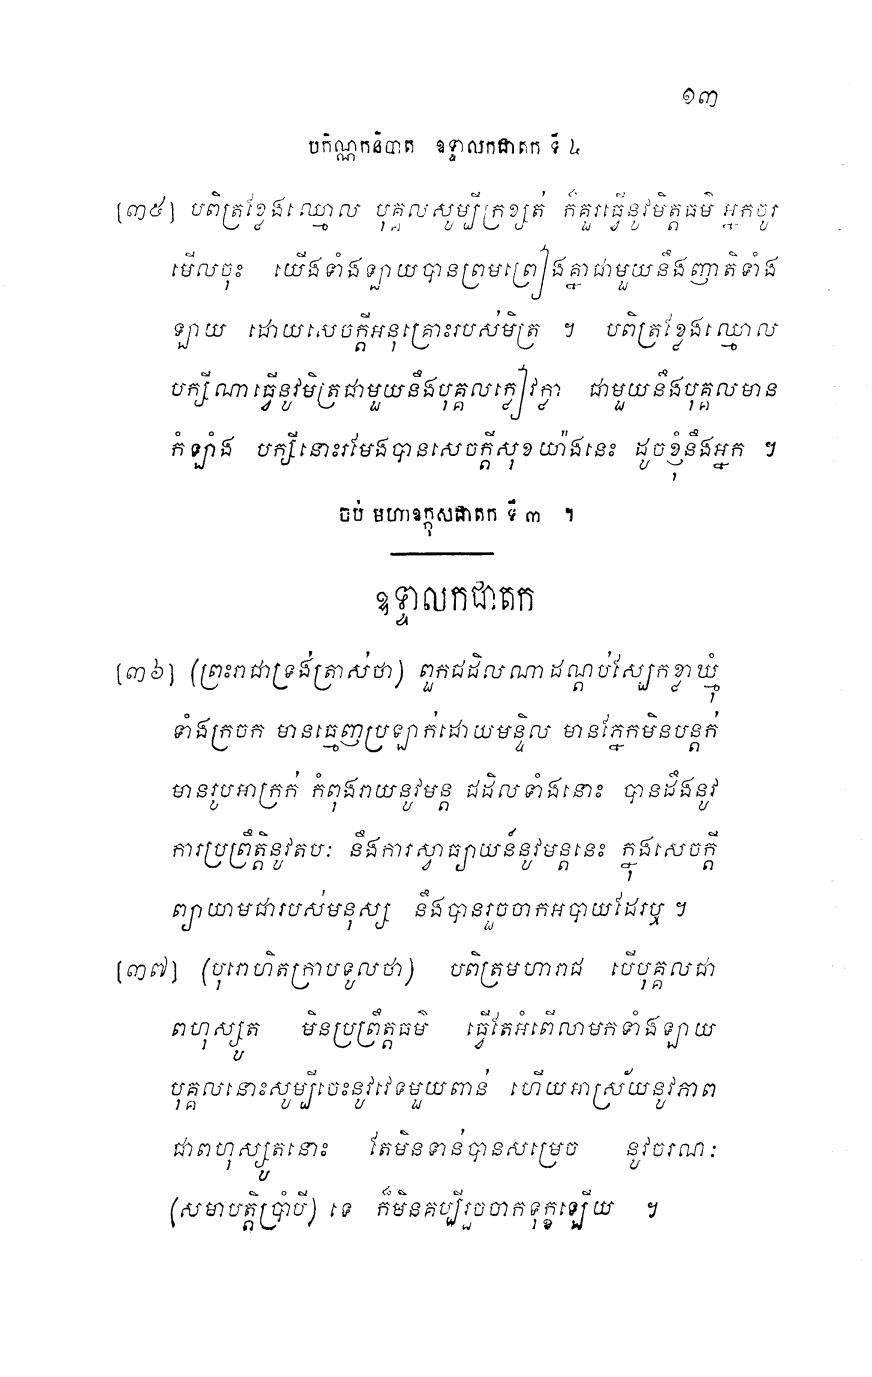 ១៣
បកិណ្ណកនិបាត ឧទ្ទាលកជាតក ទី ៤
[៣៥] បពិត្រខ្លែងឈ្មោល បុគ្គលសូម្បីក្រខ្សត់ ក៏គួរធ្វើនូវមិត្តធម៌ អ្នកចូរ
មើលចុះ យើងទាំងឡាយបានព្រមព្រៀងគ្នាជាមួយនឹងញាតិទាំង
ឡាយ ដោយសេចក្តីអនុគ្រោះរបស់មិត្រ ។ បពិត្រខ្លែងឈ្មោល
បក្សីណាធ្វើនូវមិត្រជាមួយនឹងបុគ្គលក្លៀវក្លា ជាមួយនឹងបុគ្គលមាន
កំឡាំង បក្សីនោះរមែងបានសេចក្តីសុខយ៉ាងនេះ ដូចខ្ញុំនឹងអ្នក ។
ចប់ មហាឧក្កុសជាតក ទី ៣ ។
ឧទ្ទាលកជាតក
[៣៦] (ព្រះរាជាទ្រង់ត្រាស់ថា) ពួកជដិលណាដណ្តប់ស្បែកខ្លាឃ្មុំ
ទាំងក្រចក មានធ្មេញប្រឡាក់ដោយមន្ទិល មានភ្នែកមិនបន្តក់
មានរូបអាក្រក់ កំពុងរាយនូវមន្ត ជដិលទាំងនោះ បានដឹងនូវ
ការប្រព្រឹត្តិនូវតបៈ នឹងការស្វាធ្យាយន៍នូវមន្តនេះ ក្នុងសេចក្តី
ព្យាយាមជារបស់មនុស្ស នឹងបានរួចចាកអបាយដែរឬ ។
[៣៧] (បុរោហិតក្រាបទូលថា) បពិត្រមហារាជ បើបុគ្គលជា
ពហុស្សូត មិនប្រព្រឹត្តធម៌ ធ្វើតែអំពើលាមកទាំងឡាយ
បុគ្គលនោះសូម្បីចេះនូវវេទមួយពាន់ ហើយអាស្រ័យនូវភាព
ជាពហុស្សូតនោះ តែមិនទាន់បានសម្រេច នូវចរណៈ
(សមាបត្តិប្រាំបី) ទេ ក៏មិនគប្បីរួចចាកទុក្ខឡើយ ។